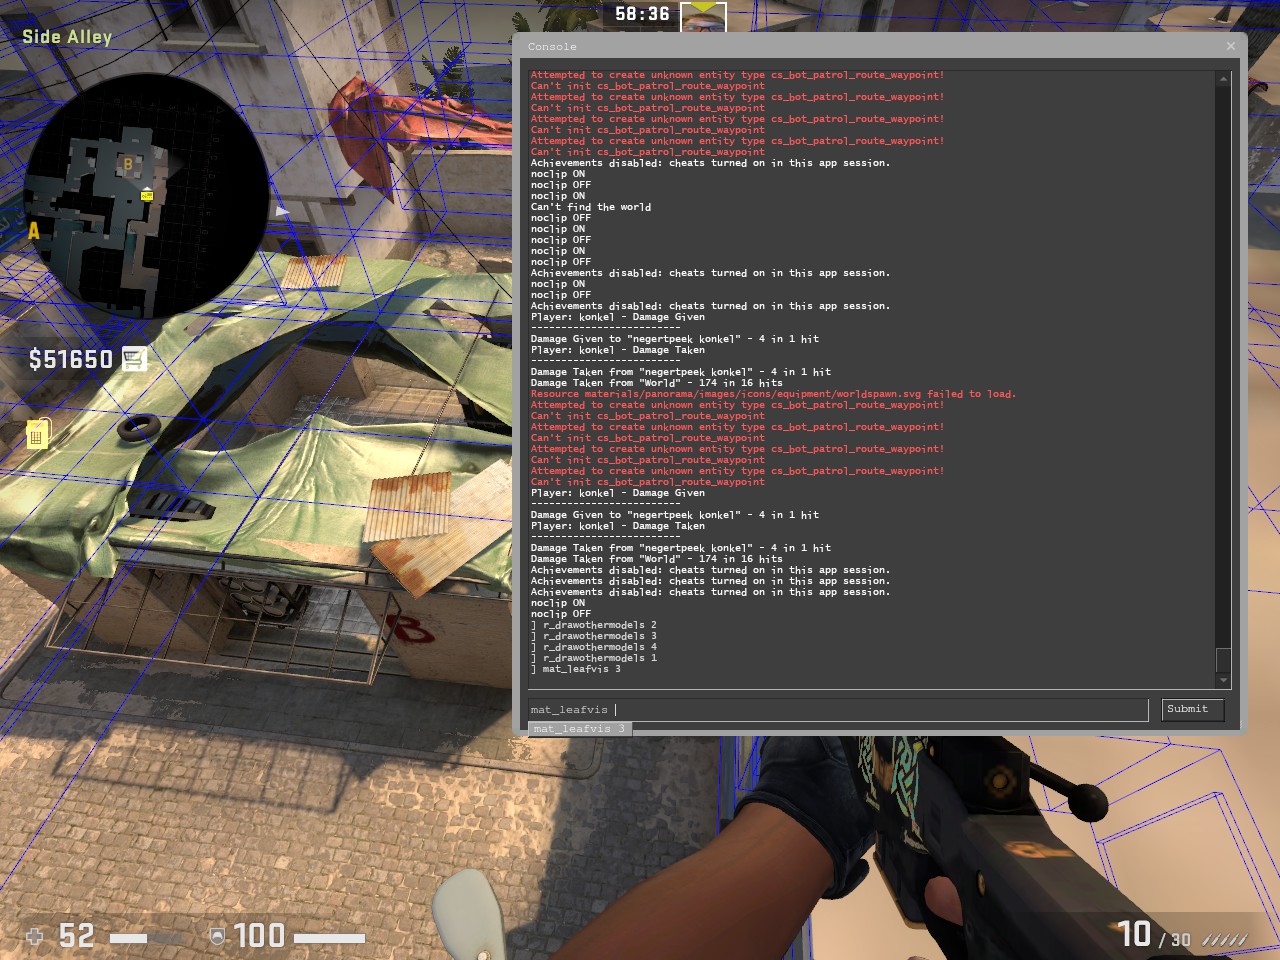 58:36
Side Alley
Console
Attempted to create unknown entity type cs_bot_patrol_route_waypoint!
Can't init cs_bot_patrol_route_waypoint
Attempted to create unknown entity type cs_bot_patrol_route_waypoint!
Can't init cs_bot_patrol_route_waypoint
Attempted to create unknown entity type cs_bot_patrol_route_waypoint!
Can't init cs_bot_patrol_route_waypoint
Attempted to create unknown entity type cs_bot_patrol_route_waypoint!
Can't init cs_bot_patrol_route_waypoint
Achievements disabled: cheats turned on in this app session.
noclip ON
noclip OFF
noclip ON
Can't find the world
noclip OFF
noclip ON
noclip OFF
noclip ON
noclip OFF
Achievements disabled: cheats turned on in this app session.
noclip ON
noclip OFF
Achievements disabled: cheats turned on in this app session.
Player: konkel - Damage Given
-------------------------
Damage Given to "negertpeek konkel" - 4 in 1 hit
Player: konkel - Damage Taken
-------------------------
Damage Taken from "negertpeek konkel" - 4 in 1 hit
Damage Taken from "World" - 174 in 16 hits
Resource materials/panorama/images/icons/equipment/worldspawn.svg failed to load.
Attempted to create unknown entity type cs_bot_patrol_route_waypoint!
Can't init cs_bot_patrol_route_waypoint
Attempted to create unknown entity type cs_bot_patrol_route_waypoint!
Can't init cs_bot_patrol_route_waypoint
Attempted to create unknown entity type cs_bot_patrol_route_waypoint!
Can't init cs_bot_patrol_route_waypoint
Attempted to create unknown entity type cs_bot_patrol_route_waypoint!
Can't init cs_bot_patrol_route_waypoint
Player: konkel - Damage Given
-------------------------
Damage Given to "negertpeek konkel" - 4 in 1 hit
Player: konkel - Damage Taken
-------------------------
Damage Taken from "negertpeek konkel" - 4 in 1 hit
Damage Taken from "World" - 174 in 16 hits
Achievements disabled: cheats turned on in this app session.
Achievements disabled: cheats turned on in this app session.
Achievements disabled: cheats turned on in this app session.
noclip ON
noclip OFF
] r_drawothermodels 2
] r_drawothermodels 3
] r_drawothermodels 4
] r_drawothermodels 1
] mat_leafvis 3
mat_leafvis
Submit
mat_leafvis 3
B
A
$51650
B
52
100
10 / 30